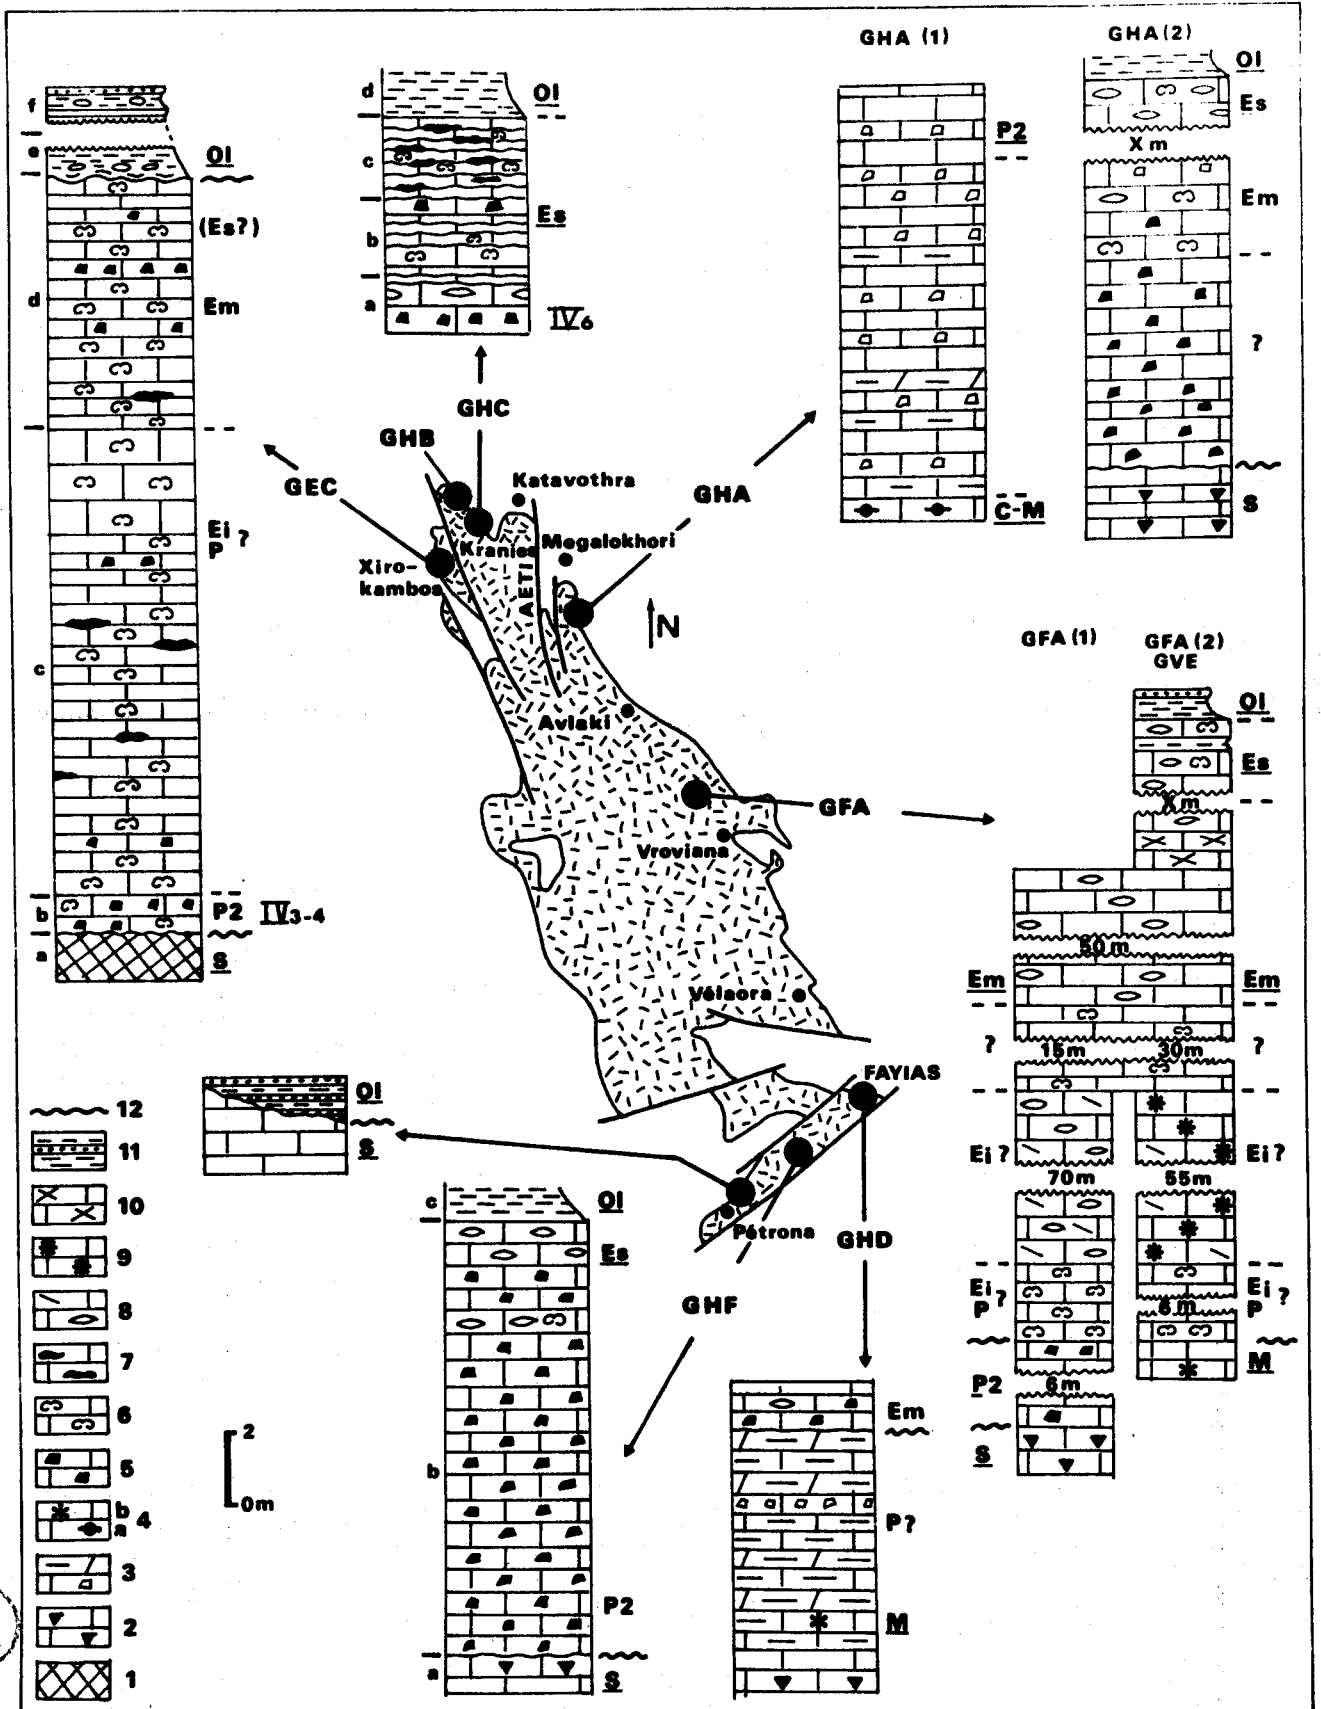 GHA (1)
GHA (2)
f
e
Ol
(Es?)
d
Em
Ei ?
P
c
b
P2 IV3-4
a
S
d
Ol
c
Es
b
a
IV6
P2
C-M
Ol
Es
X m
Em
?
S
GHC
GHB
GEC
Katavothra
GHA
Kranies
Megalokhori
Xiro-
kambos
AETI
N
Avlaki
GFA
Vroviana
Vélaora
FAYIAS
Pétrona
GHD
GHF
GFA (1)
GFA (2)
GVE
Ol
Es
X m
50 m
Em
Em
?
?
15m
30m
Ei?
Ei?
70m
55m
Ei ?
P
Ei ?
P
6 m
M
P2
6m
S
Ol
S
12
11
10
9
8
7
6
5
b
a 4
3
2
1
2
0m
c
Ol
Es
b
P2
a
S
Em
P?
M